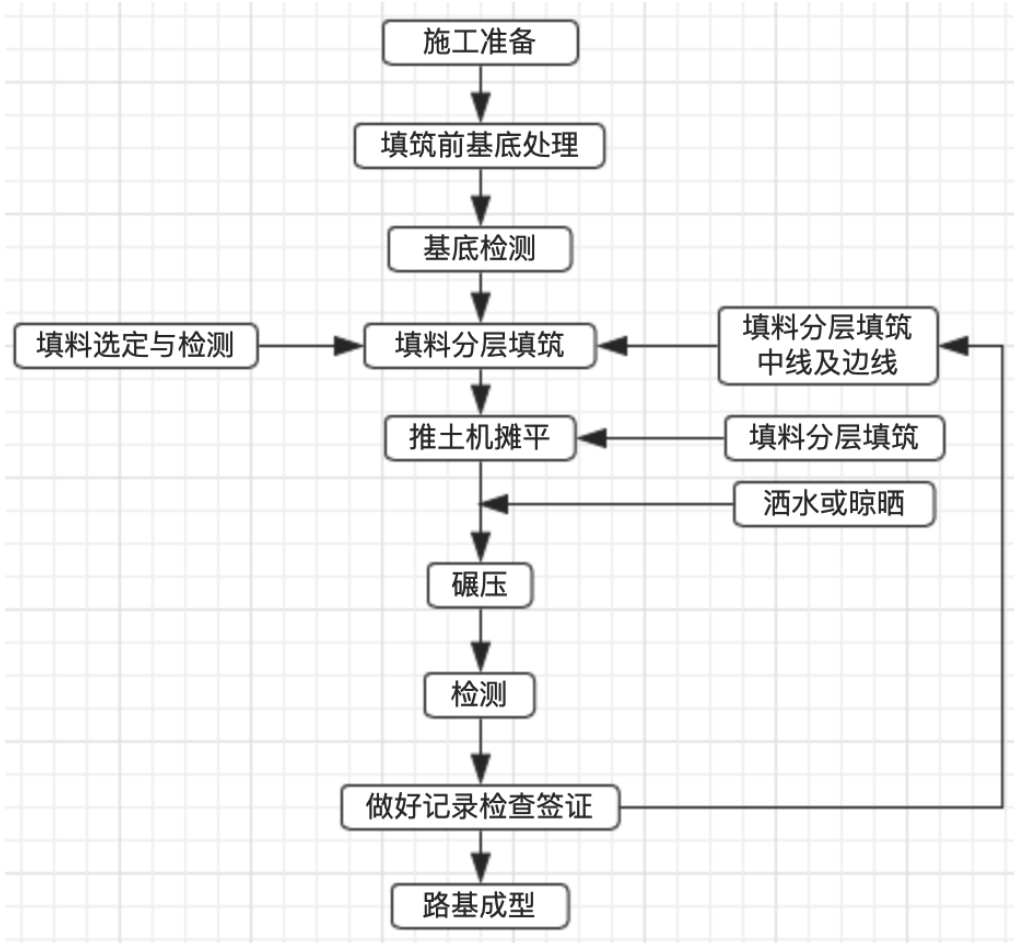 施工准备
填筑前基底处理
基底检测
填料选定与检测
填料分层填筑
填料分层填筑
中线及边线
推土机摊平
填料分层填筑
洒水或晾晒
碾压
检测
做好记录检查签证
路基成型